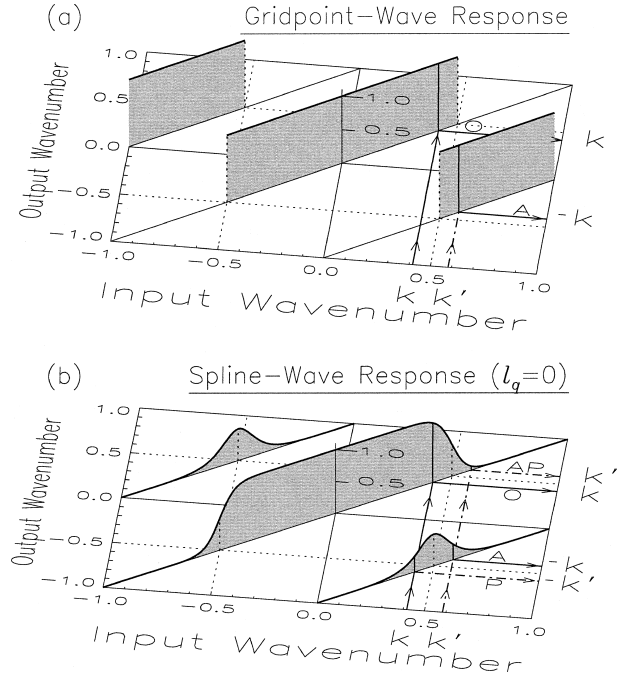 (a) Gridpoint-Wave Response
1.0
0.5
0.0
-0.5
-1.0
Output Wavenumber
1.0
0.5
O
k
A
-k
-1.0
-0.5
0.0
0.5
1.0
k k'
Input Wavenumber
(b) Spline-Wave Response (l_q=0)
1.0
0.5
0.0
-0.5
-1.0
Output Wavenumber
1.0
0.5
AP
k'
O
k
A
-k
P
-k'
-1.0
-0.5
0.0
0.5
1.0
k k'
Input Wavenumber